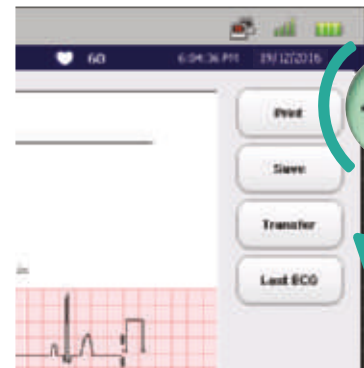 60 6:04:36 PM 19/12/2016
Print
Save
Transfer
Last ECG